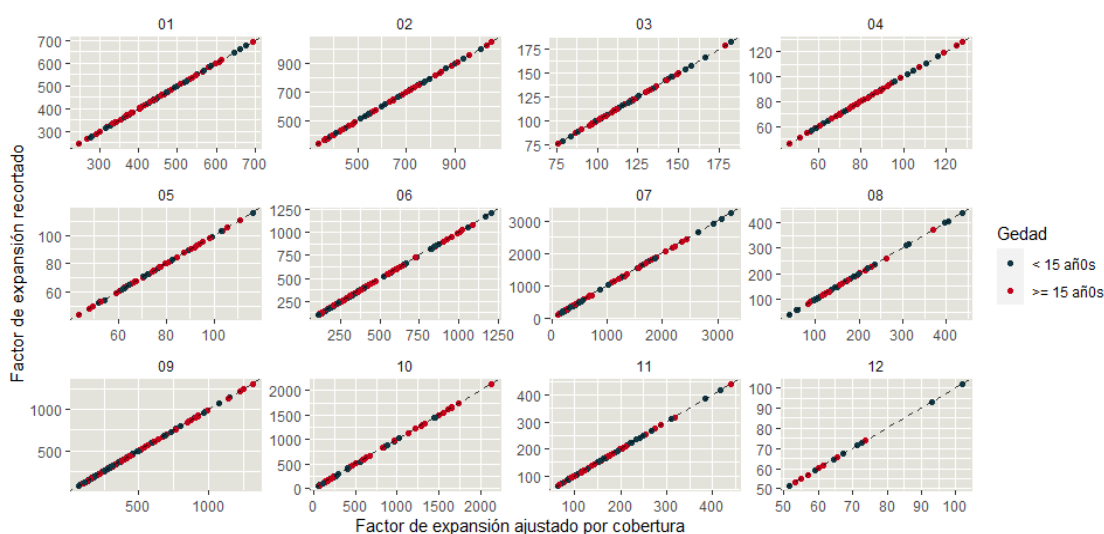 01 02 03 04
700
600
500
400
300
300 400 500 600 700
900
700
500
500 700 900
175
150
125
100
75
75 100 125 150 175
120
100
80
60
60 80 100 120
05 06 07 08
100
80
60
60 80 100
1250
1000
750
500
250
250 500 750 1000 1250
3000
2000
1000
0
0 1000 2000 3000
400
300
200
100
100 200 300 400
09 10 11 12
1000
500
500 1000
2000
1500
1000
500
0
0 500 1000 1500 2000
400
300
200
100
100 200 300 400
100
90
80
70
60
50
50 60 70 80 90 100
Factor de expansión recortado
Factor de expansión ajustado por cobertura
Gedad
< 15 añ0s
>= 15 añ0s